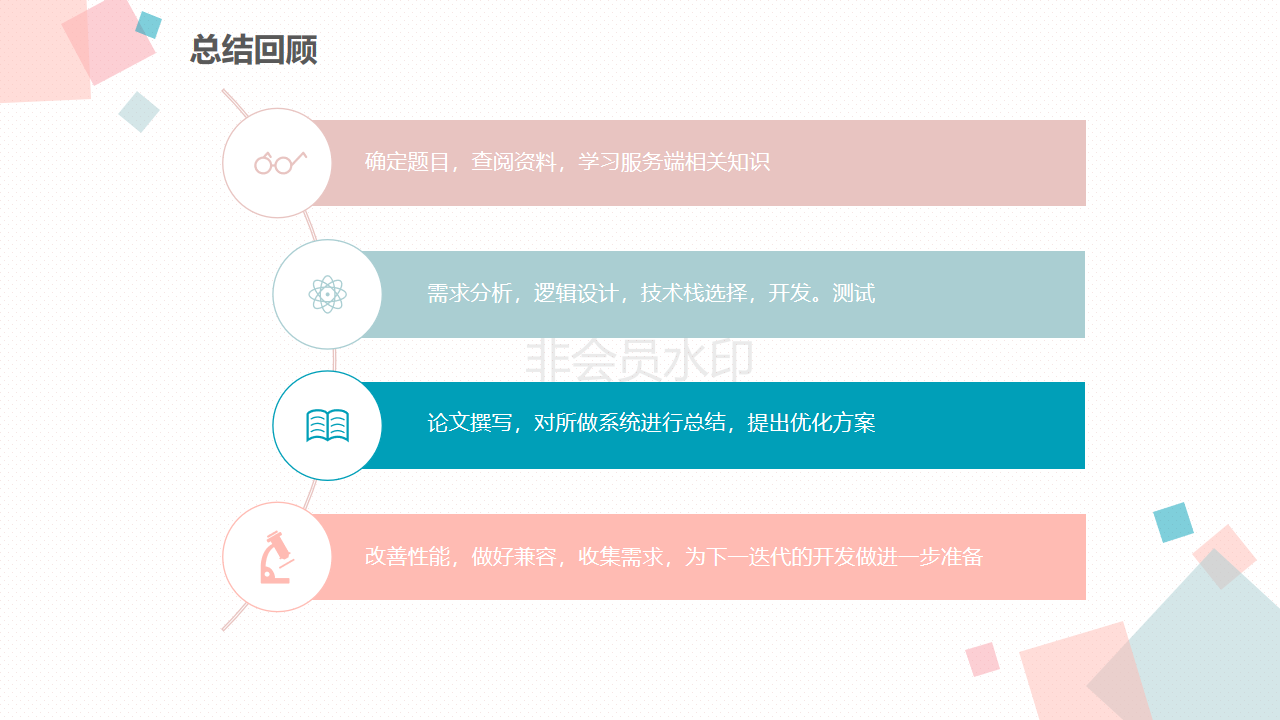 总结回顾
确定题目，查阅资料，学习服务端相关知识
需求分析，逻辑设计，技术栈选择，开发。测试
非会员水印
论文撰写，对所做系统进行总结，提出优化方案
改善性能，做好兼容，收集需求，为下一迭代的开发做进一步准备